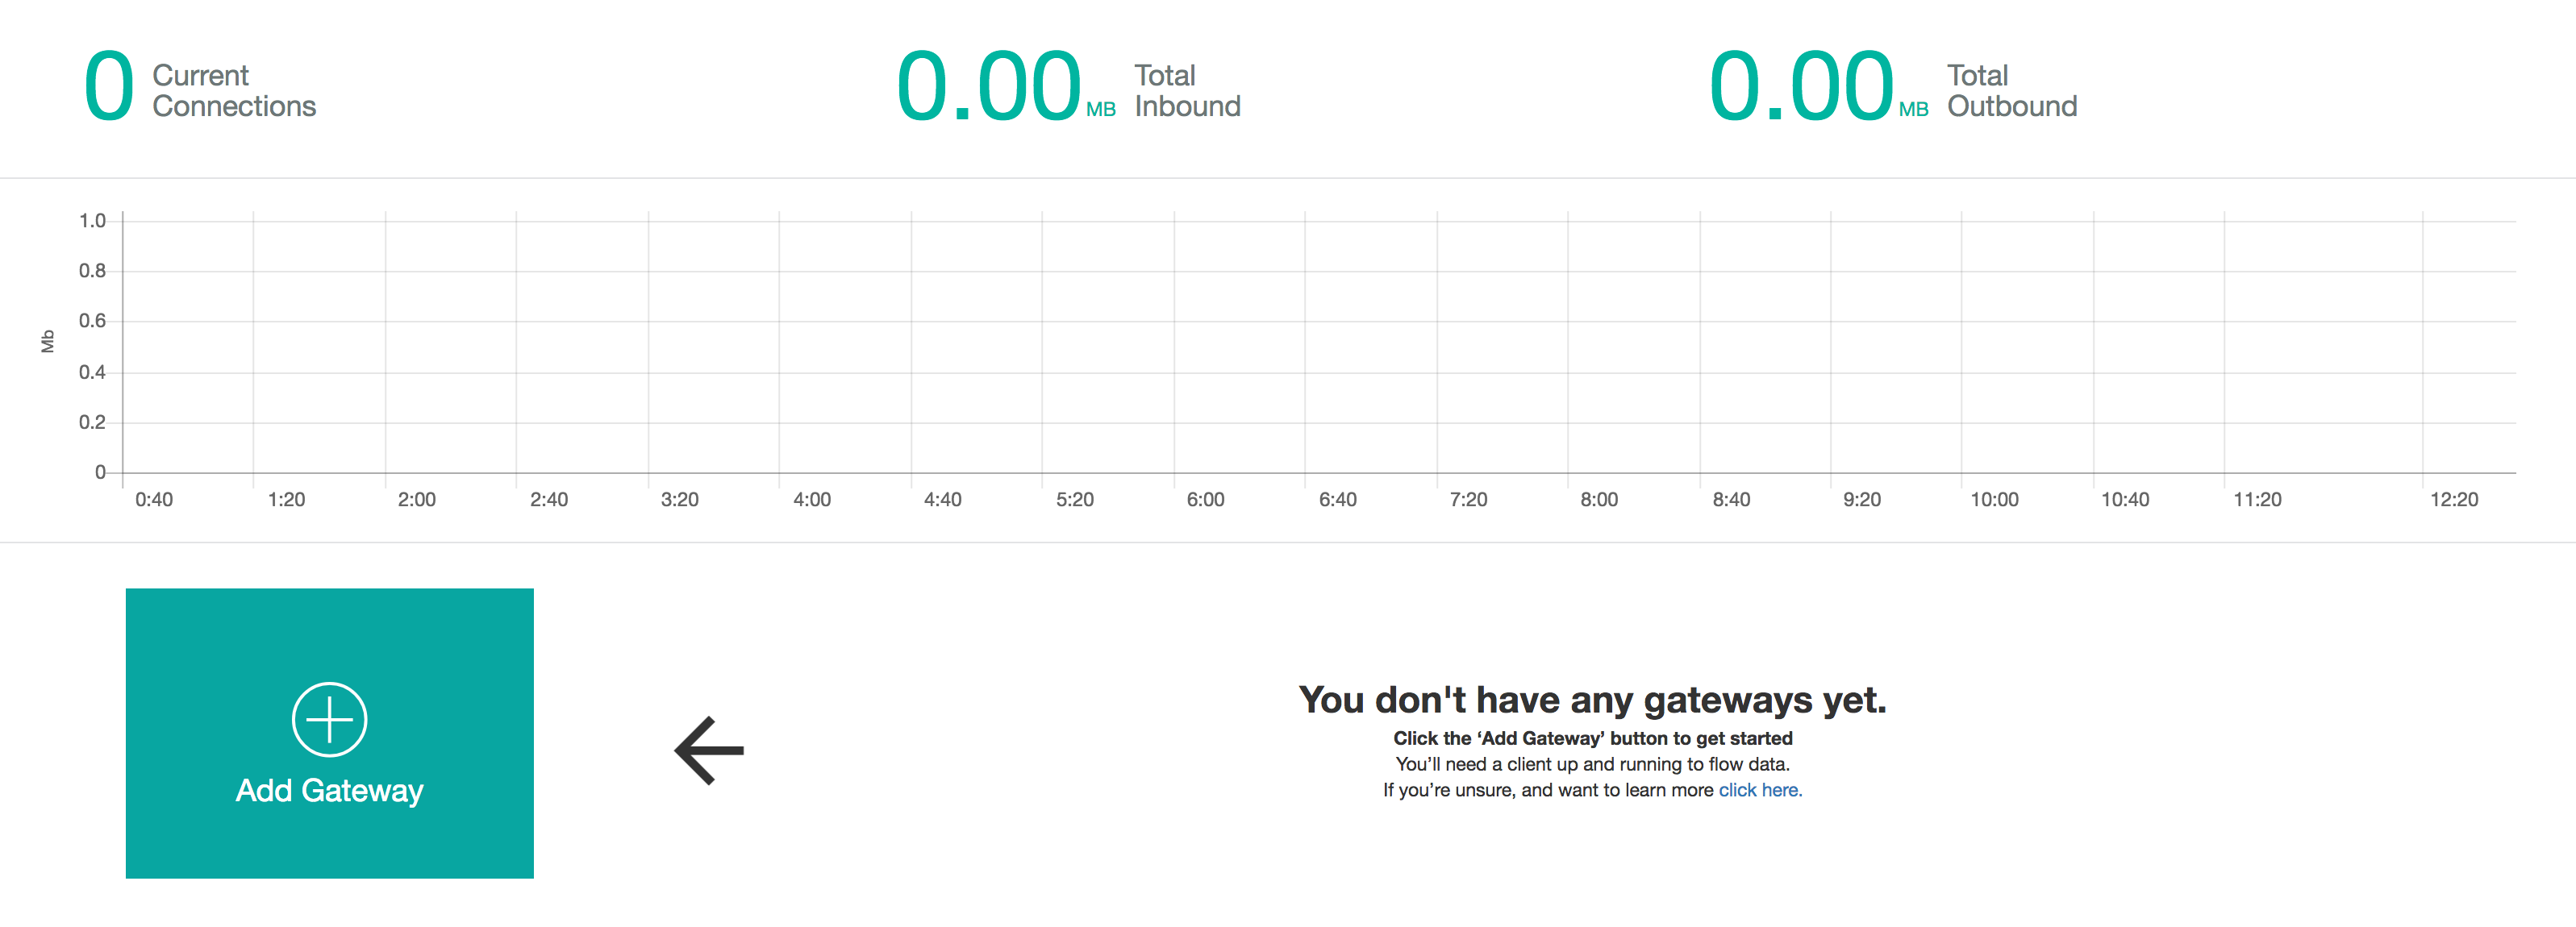 0 Current
Connections
0.00 MB Total
Inbound
0.00 MB Total
Outbound
Mb
1.0
0.8
0.6
0.4
0.2
0
0:40 1:20 2:00 2:40 3:20 4:00 4:40 5:20 6:00 6:40 7:20 8:00 8:40 9:20 10:00 10:40 11:20 12:20
Add Gateway
You don't have any gateways yet.
Click the ‘Add Gateway’ button to get started
You’ll need a client up and running to flow data.
If you’re unsure, and want to learn more click here.